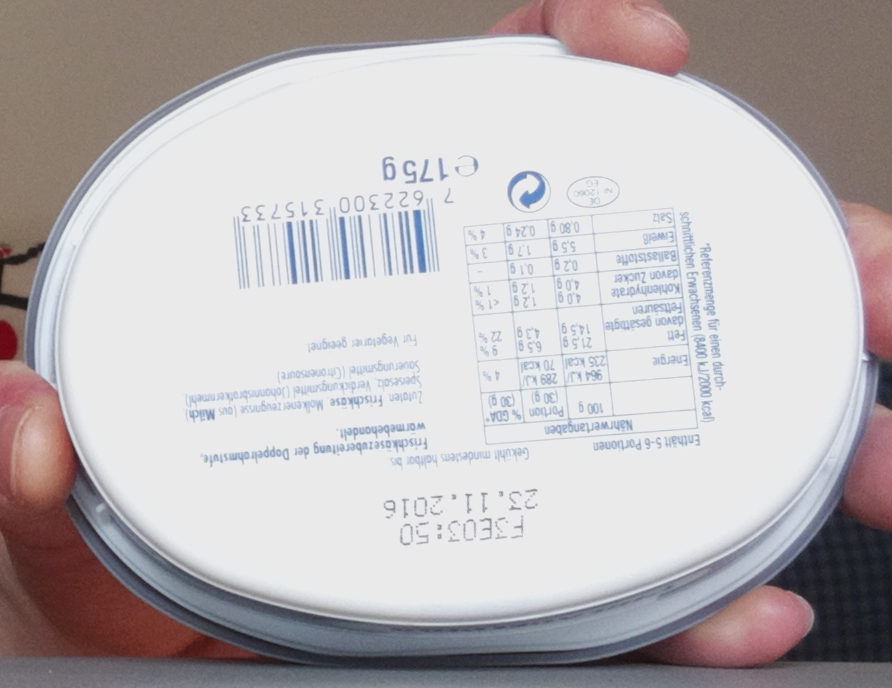 F3E03:50
23.11.2016
Gekühlt mindestens haltbar bis
Frischkäsezubereitung der Doppelrahmstufe,
wärmebehandelt.
Zutaten: Frischkäse, Molkenerzeugnisse (aus Milch),
Speisesalz, Verdickungsmittel (Johannisbrotkernmehl),
Säuerungsmittel (Citronensäure)
Für Vegetarier geeignet
7 622300 315733
e 175g
Enthält 5-6 Portionen
Nährwertangaben
100 g Portion (30 g) % GDA* (30 g)
Energie 964 kJ 289 kJ 4 %
235 kcal 70 kcal
Fett 21,5 g 6,5 g 9 %
davon gesättigte Fettsäuren 14,5 g 4,3 g 22 %
Kohlenhydrate 4,0 g 1,2 g <1 %
davon Zucker 4,0 g 1,2 g 1 %
Ballaststoffe 0,2 g 0,1 g -
Eiweiß 5,5 g 1,7 g 3 %
Salz 0,80 g 0,24 g 4 %
*Referenzmenge für einen durch-
schnittlichen Erwachsenen (8400 kJ/2000 kcal)
DE
NI 12060
EG